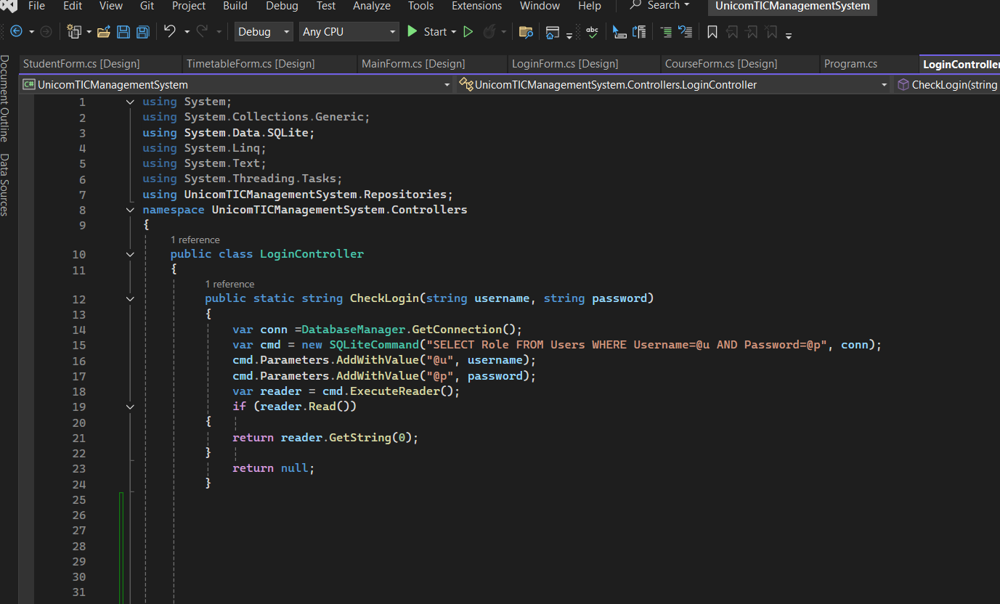 File Edit View Git Project Build Debug Test Analyze Tools Extensions Window Help Search UnicomTICManagementSystem
Debug Any CPU Start abc
StudentForm.cs [Design] TimetableForm.cs [Design] MainForm.cs [Design] LoginForm.cs [Design] CourseForm.cs [Design] Program.cs LoginController
C# UnicomTICManagementSystem UnicomTICManagementSystem.Controllers.LoginController CheckLogin(string
Document Outline
Data Sources
1 using System;
2 using System.Collections.Generic;
3 using System.Data.SQLite;
4 using System.Linq;
5 using System.Text;
6 using System.Threading.Tasks;
7 using UnicomTICManagementSystem.Repositories;
8 namespace UnicomTICManagementSystem.Controllers
9 {
1 reference
10 public class LoginController
11 {
1 reference
12 public static string CheckLogin(string username, string password)
13 {
14 var conn =DatabaseManager.GetConnection();
15 var cmd = new SQLiteCommand("SELECT Role FROM Users WHERE Username=@u AND Password=@p", conn);
16 cmd.Parameters.AddWithValue("@u", username);
17 cmd.Parameters.AddWithValue("@p", password);
18 var reader = cmd.ExecuteReader();
19 if (reader.Read())
20 {
21 return reader.GetString(0);
22 }
23 return null;
24 }
25
26
27
28
29
30
31